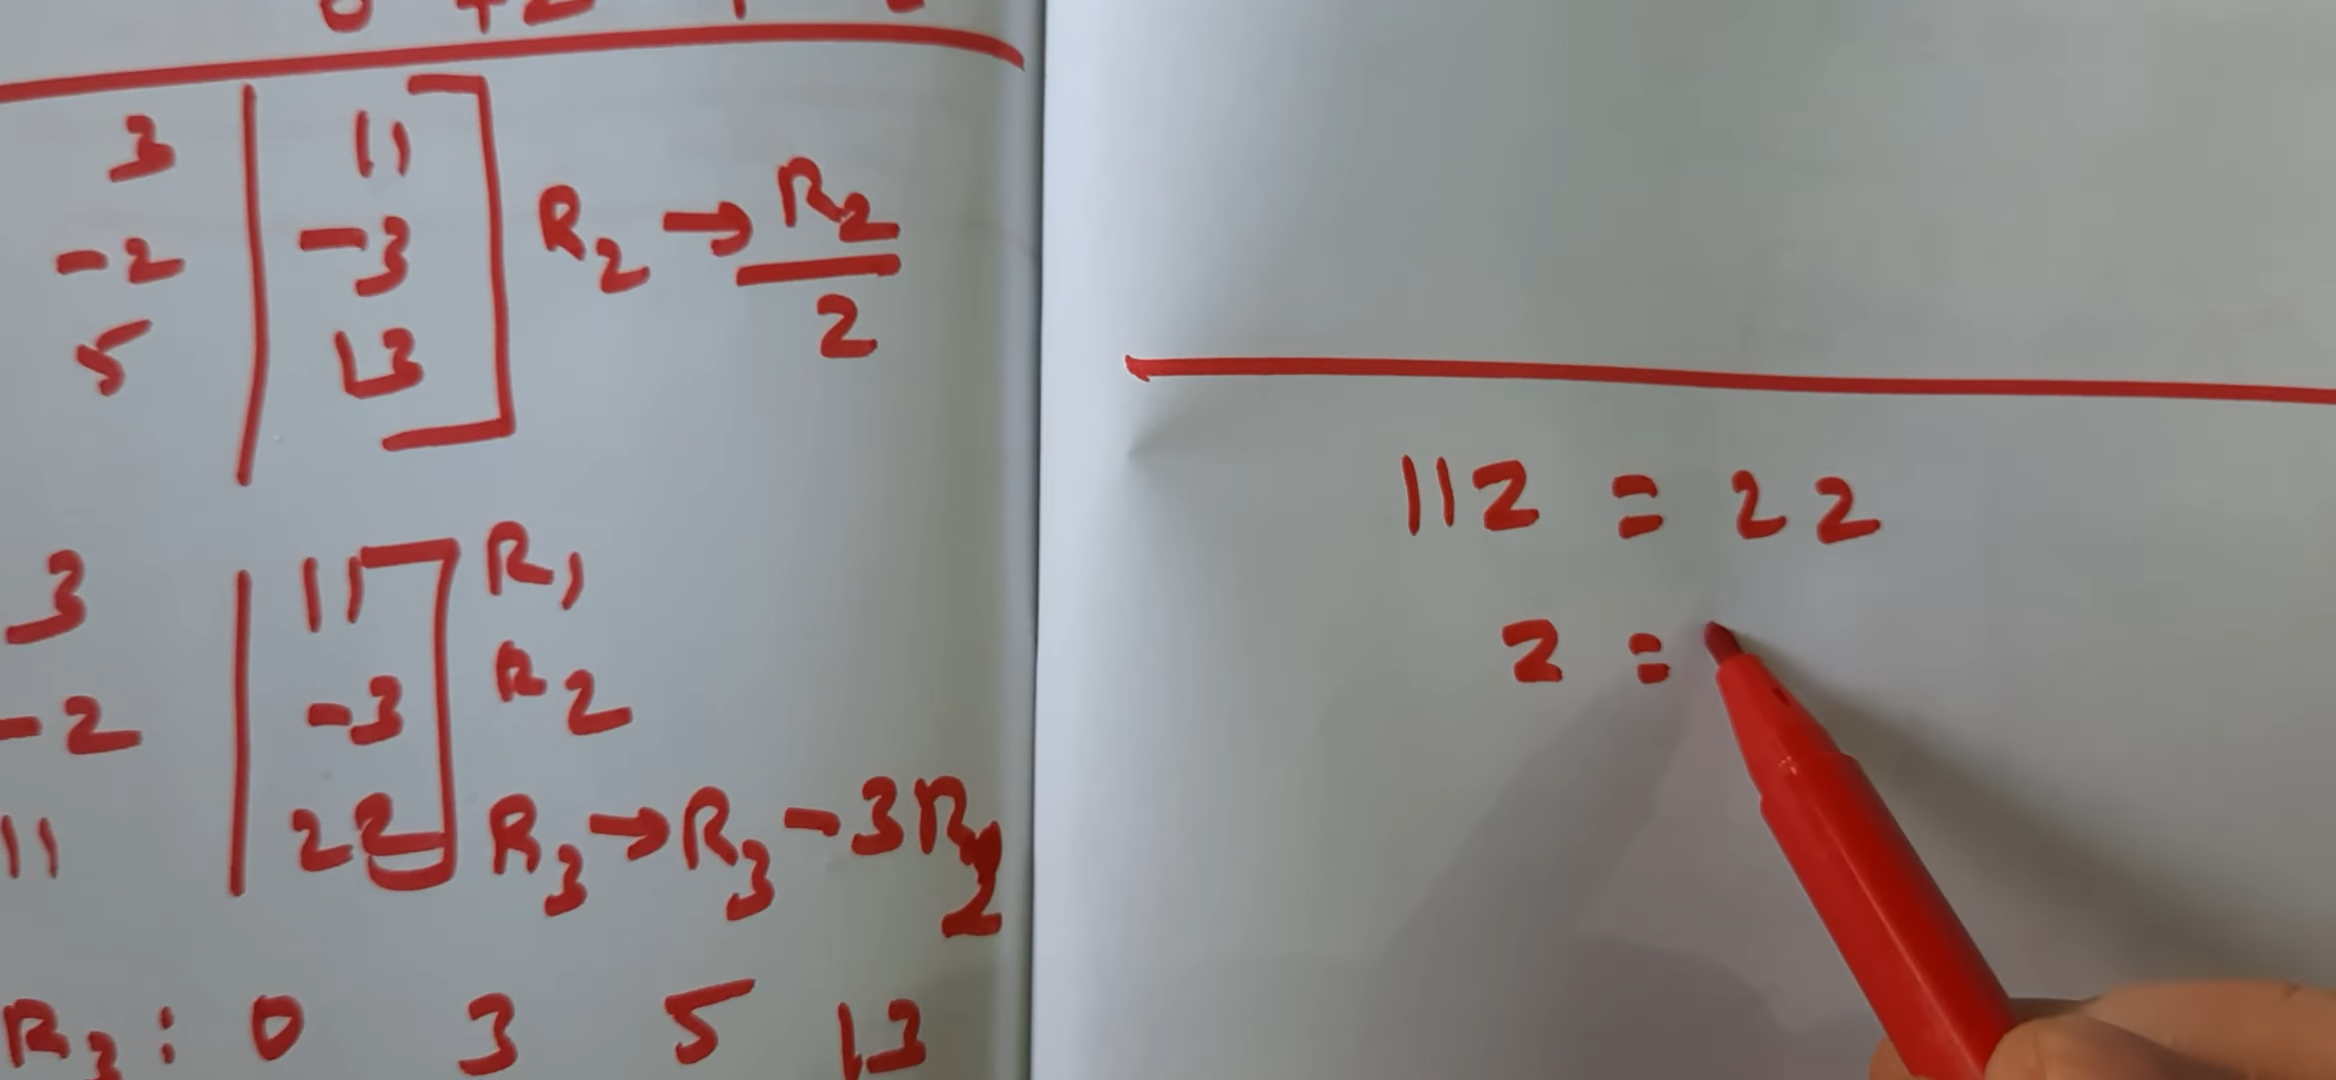 3 | 11
-2 | -3 ] R2 → R2/2
5 | 13
3 | 11 ] R1
-2 | -3 R2
11 | 22 R3 → R3 - 3R2
R3 : 0 3 5 13
11z = 22
z =